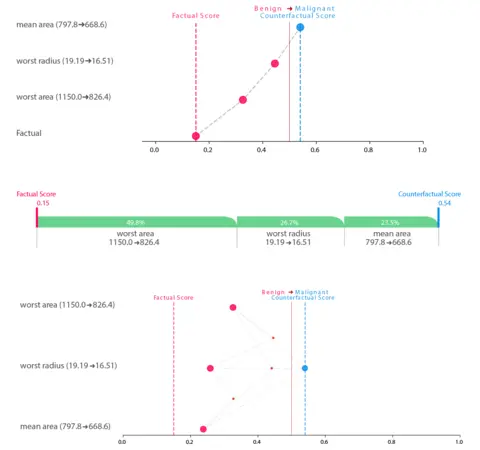 Benign ➔ Malignant
Factual Score Counterfactual Score
mean area (797.8➔668.6)
worst radius (19.19➔16.51)
worst area (1150.0➔826.4)
Factual
0.0 0.2 0.4 0.6 0.8 1.0
Factual Score Counterfactual Score
0.15 0.54
49.8% 26.7% 23.5%
worst area worst radius mean area
1150.0➔826.4 19.19➔16.51 797.8➔668.6
Benign ➔ Malignant
Factual Score Counterfactual Score
worst area (1150.0➔826.4)
worst radius (19.19➔16.51)
mean area (797.8➔668.6)
0.0 0.2 0.4 0.6 0.8 1.0